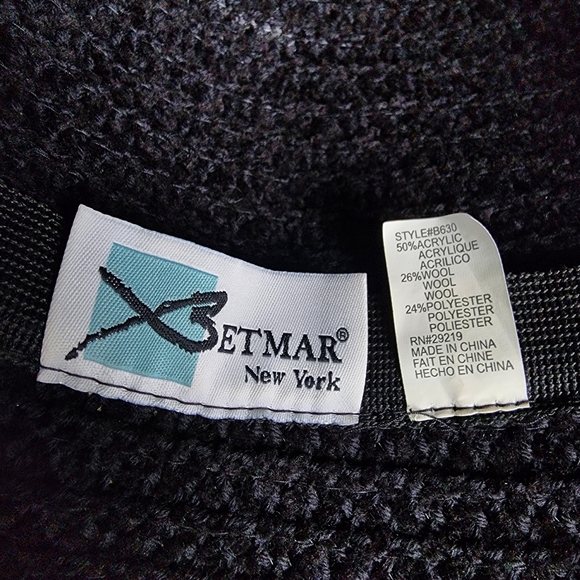 BETMAR®
New York
STYLE#B630
50%ACRYLIC
ACRYLIQUE
ACRILICO
26%WOOL
WOOL
WOOL
24%POLYESTER
POLYESTER
POLIESTER
RN#29219
MADE IN CHINA
FAIT EN CHINE
HECHO EN CHINA